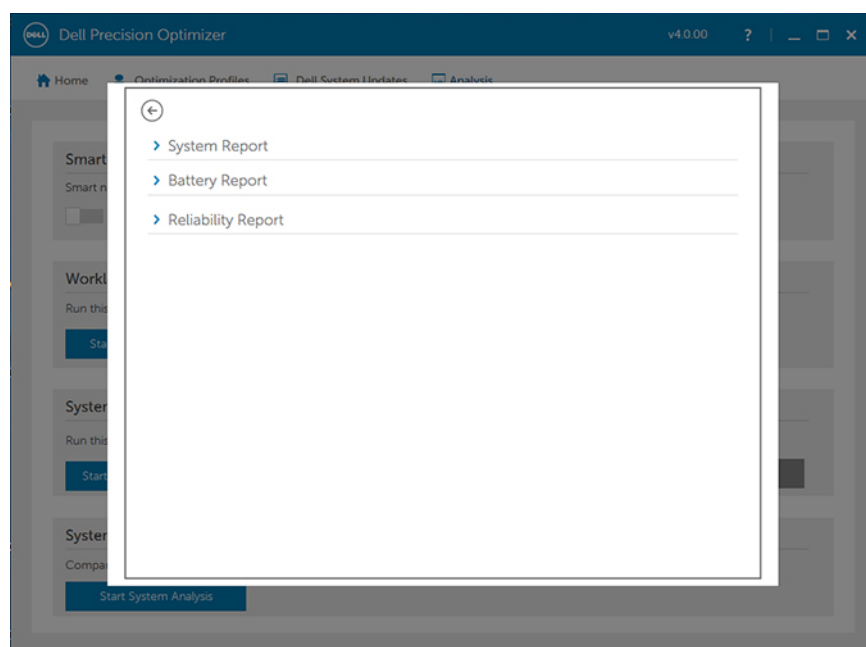 DELL Dell Precision Optimizer v4.0.00 ?
Home Optimization Profiles Dell System Updates Analysis
System Report
Battery Report
Reliability Report
Smart
Smart n
Workl
Run this
Sta
Syster
Run this
Start
Syster
Compa
Start System Analysis